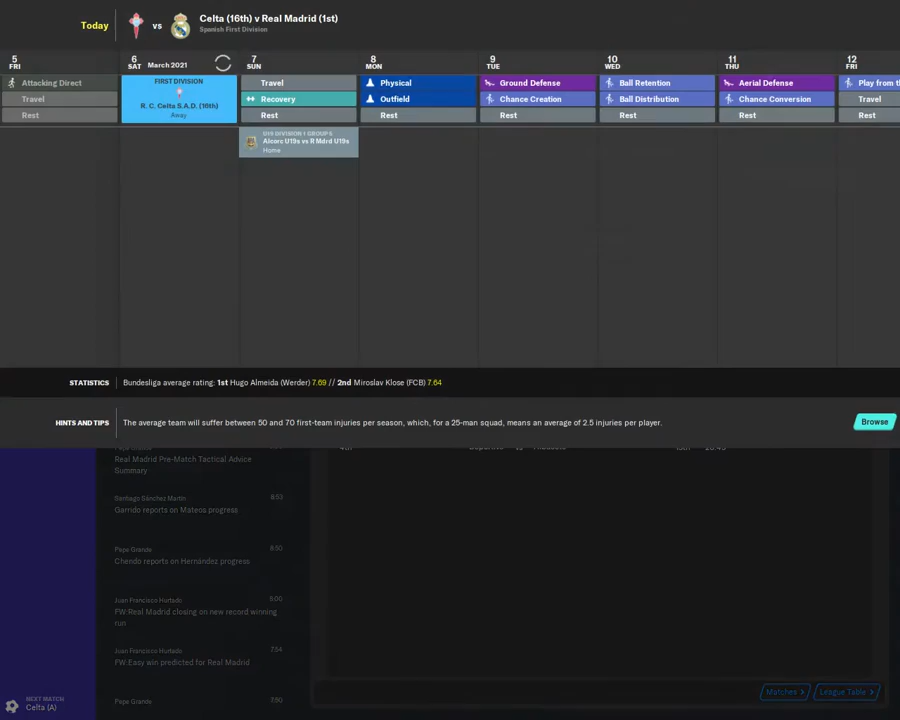 Today
vs
Celta (16th) v Real Madrid (1st)
Spanish First Division
5
FRI
6
SAT March 2021
7
SUN
8
MON
9
TUE
10
WED
11
THU
12
FRI
Attacking Direct
Travel
Rest
FIRST DIVISION
R. C. Celta S.A.D. (16th)
Away
Travel
Recovery
Rest
Physical
Outfield
Rest
Ground Defense
Chance Creation
Rest
Ball Retention
Ball Distribution
Rest
Aerial Defense
Chance Conversion
Rest
Play from t
Travel
Rest
U19 DIVISION 1 GROUP 5
Alcorc U19s vs R Mdrd U19s
Home
STATISTICS
Bundesliga average rating: 1st Hugo Almeida (Werder) 7.69 // 2nd Miroslav Klose (FCB) 7.64
HINTS AND TIPS
The average team will suffer between 50 and 70 first-team injuries per season, which, for a 25-man squad, means an average of 2.5 injuries per player.
Browse
Real Madrid Pre-Match Tactical Advice
Summary
Santiago Sánchez Martín 8:53
Garrido reports on Mateos progress
Pepe Grande 8:50
Chendo reports on Hernández progress
Juan Francisco Hurtado
FW:Real Madrid closing on new record winning
run
Juan Francisco Hurtado 7:54
FW:Easy win predicted for Real Madrid
Pepe Grande
Matches >
League Table >
NEXT MATCH
Celta (A)